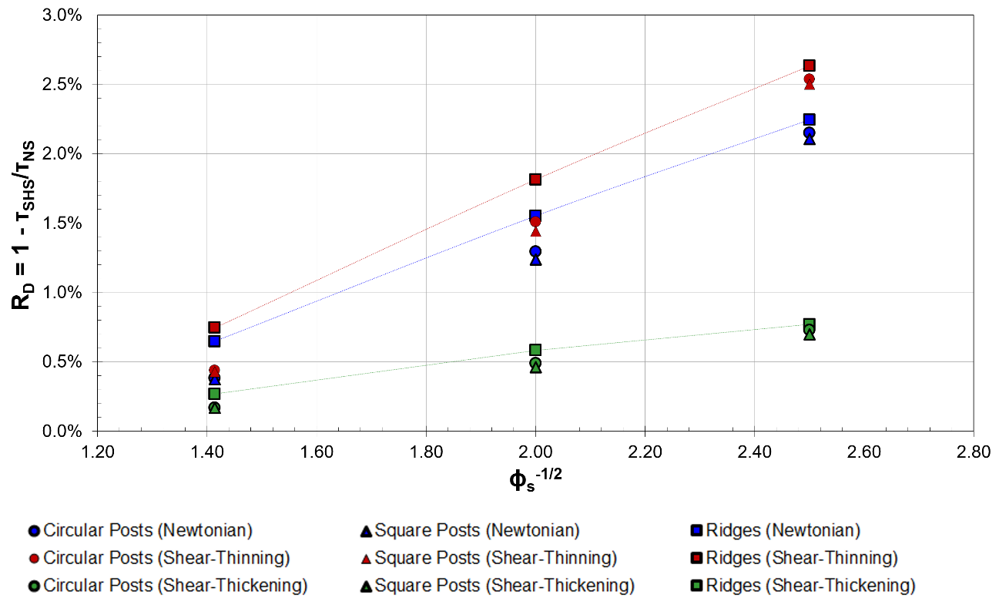 3.0%
2.5%
2.0%
1.5%
1.0%
0.5%
0.0%
R_D = 1 - τ_SHS/τ_NS
1.20 1.40 1.60 1.80 2.00 2.20 2.40 2.60 2.80
ϕ_s^-1/2
Circular Posts (Newtonian) Square Posts (Newtonian) Ridges (Newtonian)
Circular Posts (Shear-Thinning) Square Posts (Shear-Thinning) Ridges (Shear-Thinning)
Circular Posts (Shear-Thickening) Square Posts (Shear-Thickening) Ridges (Shear-Thickening)